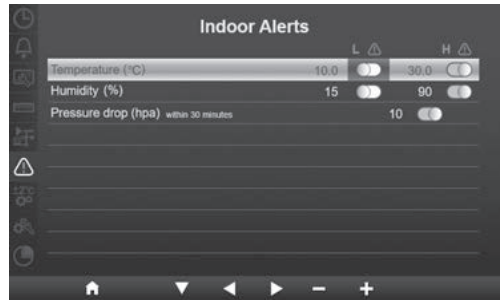 Indoor Alerts
L H
Temperature (°C) 10.0 30.0
Humidity (%) 15 90
Pressure drop (hpa) within 30 minutes 10